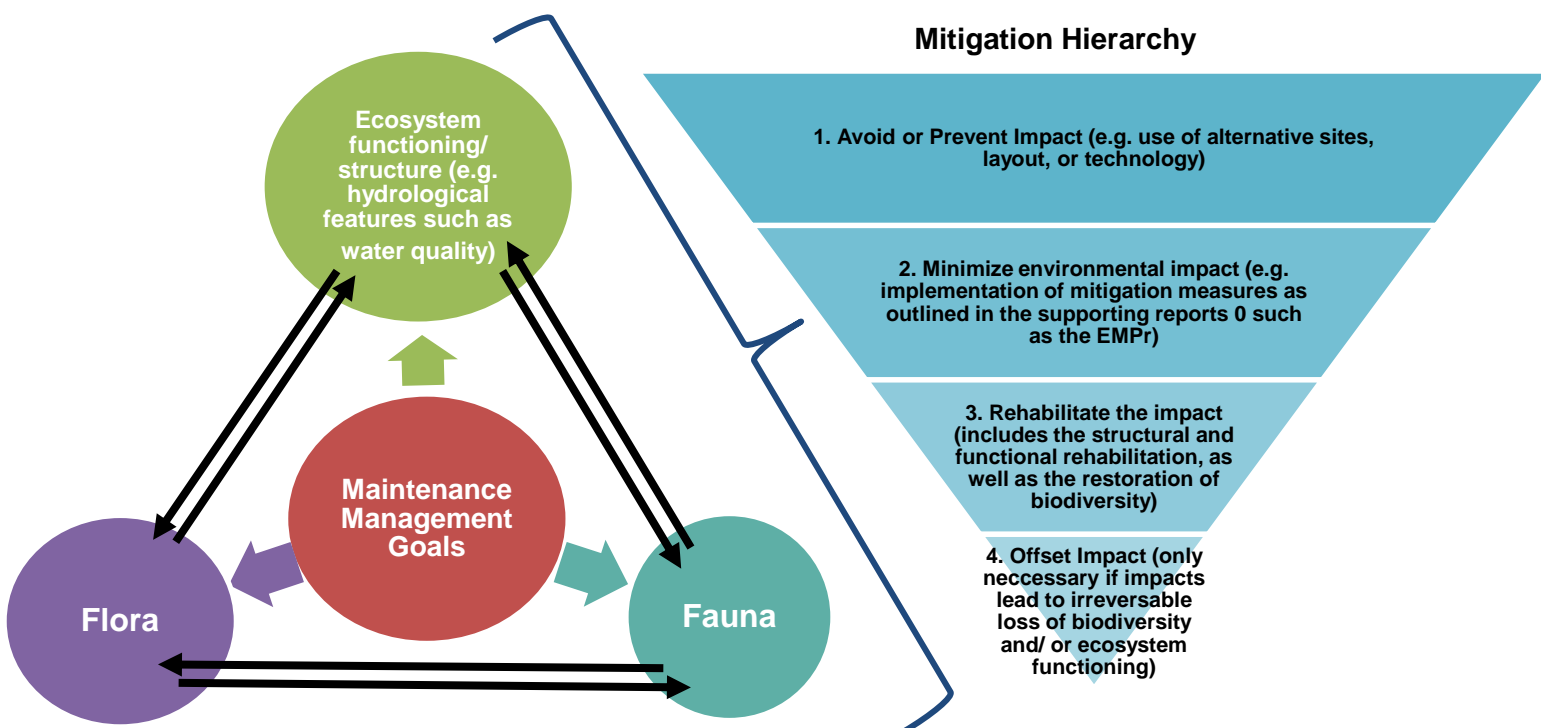 Mitigation Hierarchy
Ecosystem
functioning/
structure (e.g.
hydrological
features such as
water quality)
Maintenance
Management
Goals
Flora
Fauna
1. Avoid or Prevent Impact (e.g. use of alternative sites,
layout, or technology)
2. Minimize environmental impact (e.g.
implementation of mitigation measures as
outlined in the supporting reports 0 such
as the EMPr)
3. Rehabilitate the impact
(includes the structural and
functional rehabilitation, as
well as the restoration of
biodiversity)
4. Offset Impact (only
neccessary if impacts
lead to irreversable
loss of biodiversity
and/ or ecosystem
functioning)